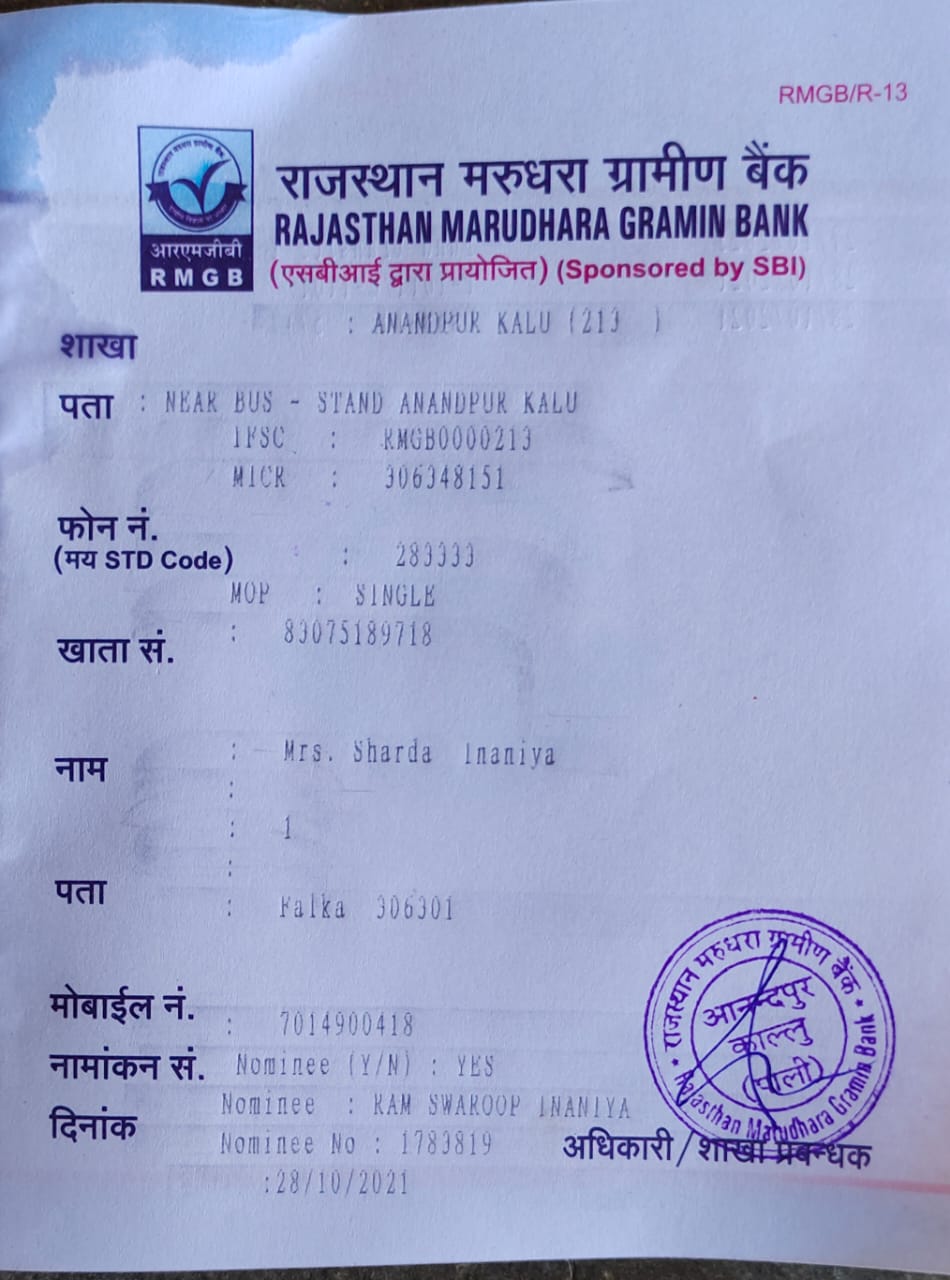 RMGB/R-13
आरएमजीबी
RMGB
राजस्थान मरुधरा ग्रामीण बैंक
RAJASTHAN MARUDHARA GRAMIN BANK
(एसबीआई द्वारा प्रायोजित) (Sponsored by SBI)
शाखा : ANANDPUR KALU (213 )
पता : NEAR BUS - STAND ANANDPUR KALU
IFSC : RMGB0000213
MICR : 306348151
फोन नं.
(मय STD Code) : 283333
MOP : SINGLE
खाता सं. : 83075189718
नाम : Mrs. Sharda Inaniya
:
: 1
:
पता : Falka 306301
मोबाईल नं. : 7014900418
नामांकन सं. Nominee (Y/N) : YES
Nominee : RAM SWAROOP INANIYA
दिनांक
Nominee No : 1783819
:28/10/2021
राजस्थान मरुधरा ग्रामीण बैंक
आनन्दपुर
काल्लु
(पाली)
Rajasthan Marudhara Gramin Bank
अधिकारी / शाखा प्रबन्धक